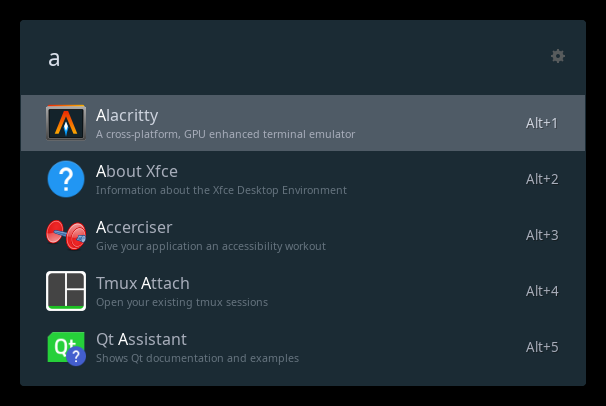 a
Alacritty
A cross-platform, GPU enhanced terminal emulator
Alt+1
About Xfce
Information about the Xfce Desktop Environment
Alt+2
Accerciser
Give your application an accessibility workout
Alt+3
Tmux Attach
Open your existing tmux sessions
Alt+4
Qt
?
Qt Assistant
Shows Qt documentation and examples
Alt+5